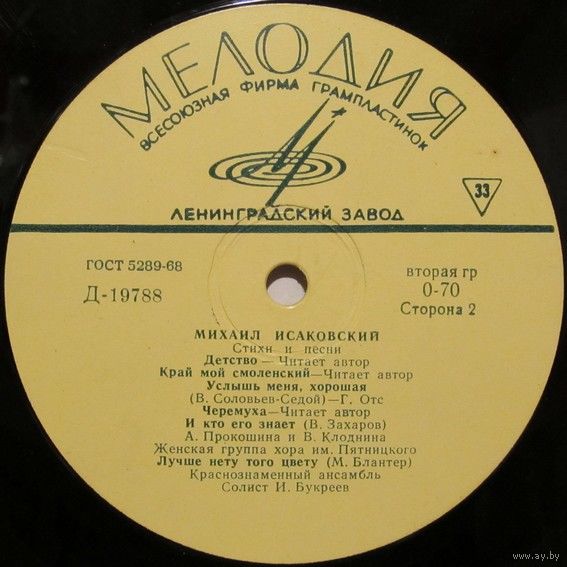 МЕЛОДИЯ
ВСЕСОЮЗНАЯ ФИРМА ГРАМПЛАСТИНОК
33
ЛЕНИНГРАДСКИЙ ЗАВОД
ГОСТ 5289-68
вторая гр
Д-19788
0-70
Сторона 2
МИХАИЛ ИСАКОВСКИЙ
Стихи и песни
Детство — Читает автор
Край мой смоленский—Читает автор
Услышь меня, хорошая
(В. Соловьев-Седой)—Г. Отс
Черемуха—Читает автор
И кто его знает (В. Захаров)
А. Прокошина и В. Клоднина
Женская группа хора им. Пятницкого
Лучше нету того цвету (М. Блантер)
Краснознаменный ансамбль
Солист И. Букреев
www.ay.by